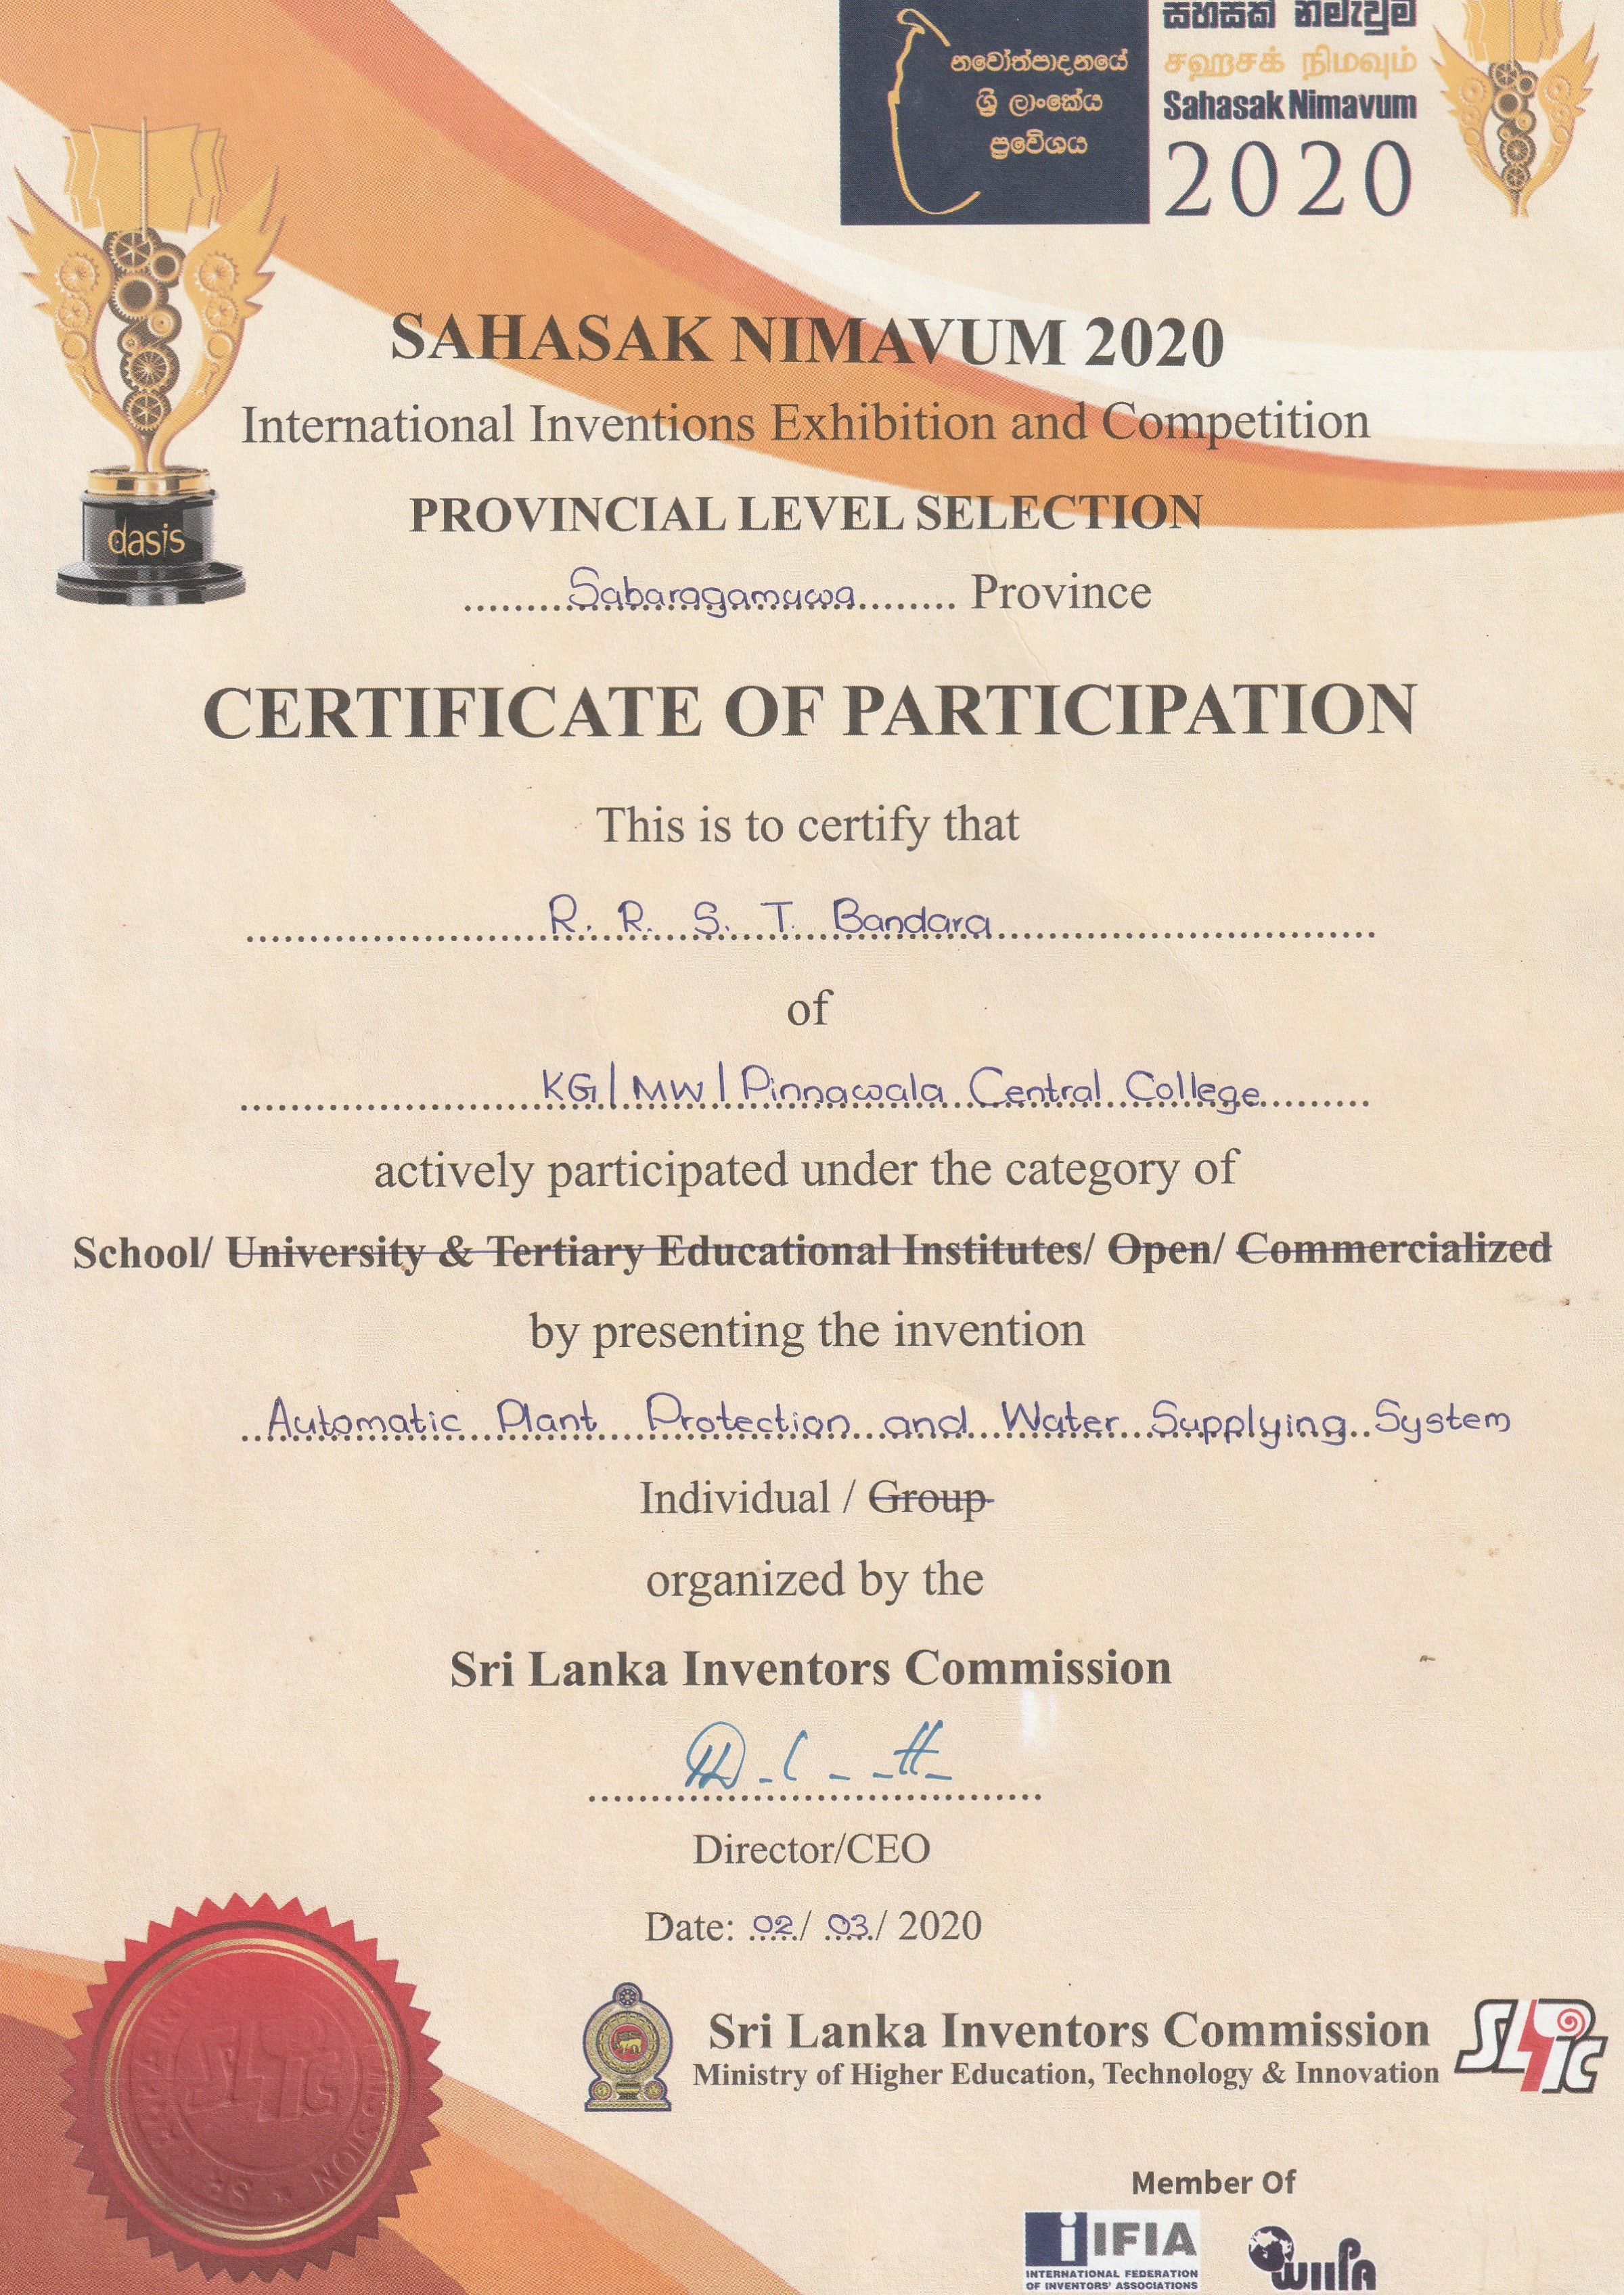 නවෝත්පාදනයේ
ශ්‍රී ලාංකේය
ප්‍රවේශය
සහසක් නිමැවුම්
சஹசக் நிமவும்
Sahasak Nimavum
2020
dasis
SAHASAK NIMAVUM 2020
International Inventions Exhibition and Competition
PROVINCIAL LEVEL SELECTION
Sabaragamuwa Province
CERTIFICATE OF PARTICIPATION
This is to certify that
R. R. S. T. Bandara
of
KG| MW | Pinnawala Central College
actively participated under the category of
School/ University & Tertiary Educational Institutes/ Open/ Commercialized
by presenting the invention
Automatic Plant Protection and Water Supplying System
Individual / Group
organized by the
Sri Lanka Inventors Commission
Director/CEO
Date: 02/ 03/ 2020
Sri Lanka Inventors Commission
Ministry of Higher Education, Technology & Innovation
SLIC
Member Of
IFIA
INTERNATIONAL FEDERATION
OF INVENTORS' ASSOCIATIONS
WIIPA